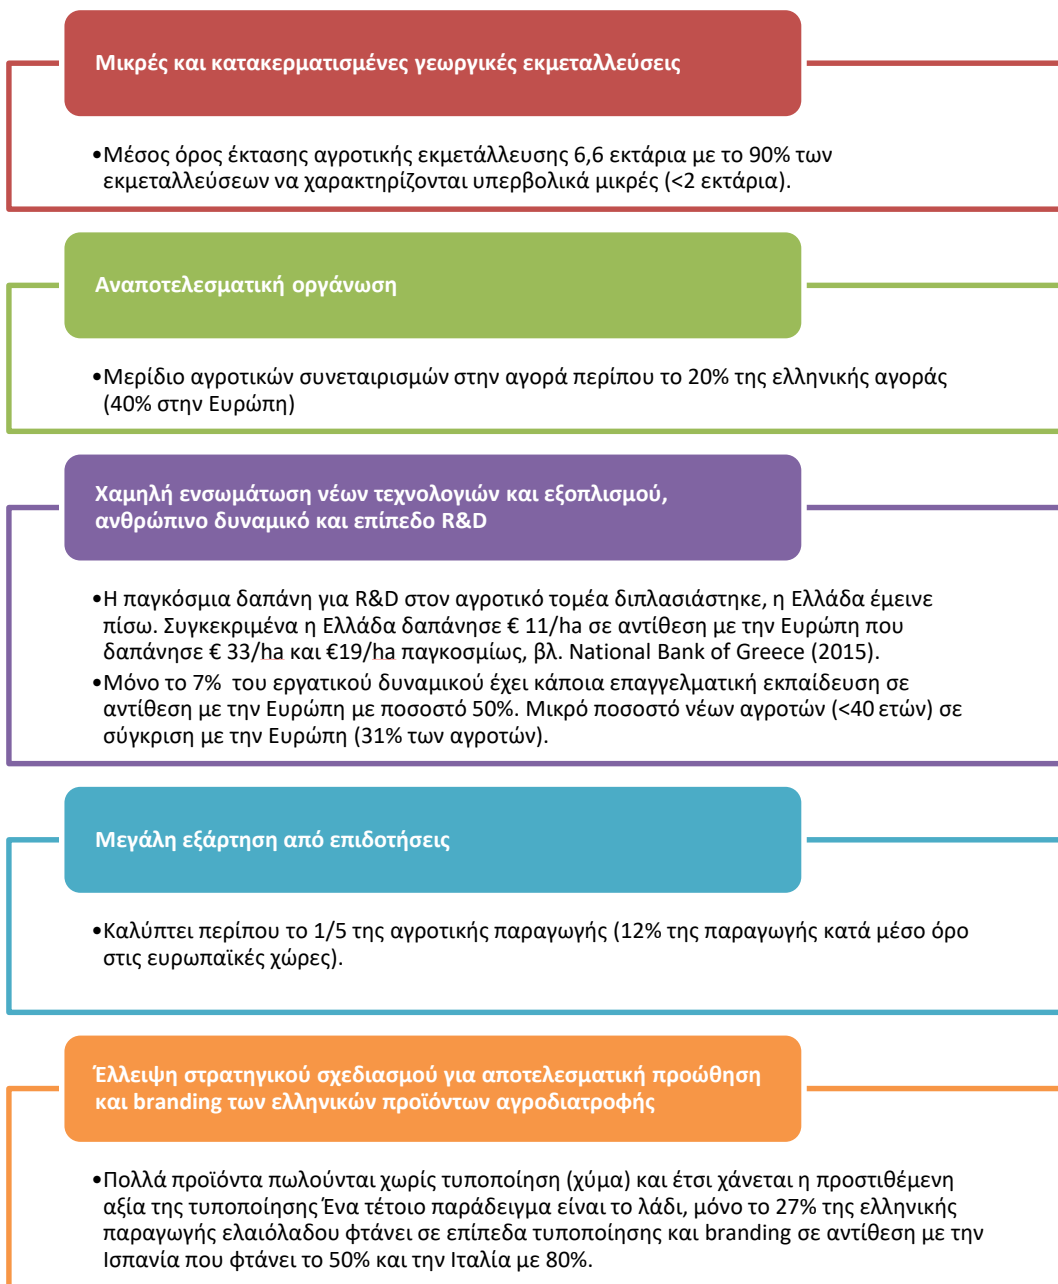 Μικρές και κατακερματισμένες γεωργικές εκμεταλλεύσεις
•Μέσος όρος έκτασης αγροτικής εκμετάλλευσης 6,6 εκτάρια με το 90% των
εκμεταλλεύσεων να χαρακτηρίζονται υπερβολικά μικρές (<2 εκτάρια).
Αναποτελεσματική οργάνωση
•Μερίδιο αγροτικών συνεταιρισμών στην αγορά περίπου το 20% της ελληνικής αγοράς
(40% στην Ευρώπη)
Χαμηλή ενσωμάτωση νέων τεχνολογιών και εξοπλισμού,
ανθρώπινο δυναμικό και επίπεδο R&D
•Η παγκόσμια δαπάνη για R&D στον αγροτικό τομέα διπλασιάστηκε, η Ελλάδα έμεινε
πίσω. Συγκεκριμένα η Ελλάδα δαπάνησε € 11/ha σε αντίθεση με την Ευρώπη που
δαπάνησε € 33/ha και €19/ha παγκοσμίως, βλ. National Bank of Greece (2015).
•Μόνο το 7% του εργατικού δυναμικού έχει κάποια επαγγελματική εκπαίδευση σε
αντίθεση με την Ευρώπη με ποσοστό 50%. Μικρό ποσοστό νέων αγροτών (<40 ετών) σε
σύγκριση με την Ευρώπη (31% των αγροτών).
Μεγάλη εξάρτηση από επιδοτήσεις
•Καλύπτει περίπου το 1/5 της αγροτικής παραγωγής (12% της παραγωγής κατά μέσο όρο
στις ευρωπαϊκές χώρες).
Έλλειψη στρατηγικού σχεδιασμού για αποτελεσματική προώθηση
και branding των ελληνικών προϊόντων αγροδιατροφής
•Πολλά προϊόντα πωλούνται χωρίς τυποποίηση (χύμα) και έτσι χάνεται η προστιθέμενη
αξία της τυποποίησης Ένα τέτοιο παράδειγμα είναι το λάδι, μόνο το 27% της ελληνικής
παραγωγής ελαιόλαδου φτάνει σε επίπεδα τυποποίησης και branding σε αντίθεση με την
Ισπανία που φτάνει το 50% και την Ιταλία με 80%.